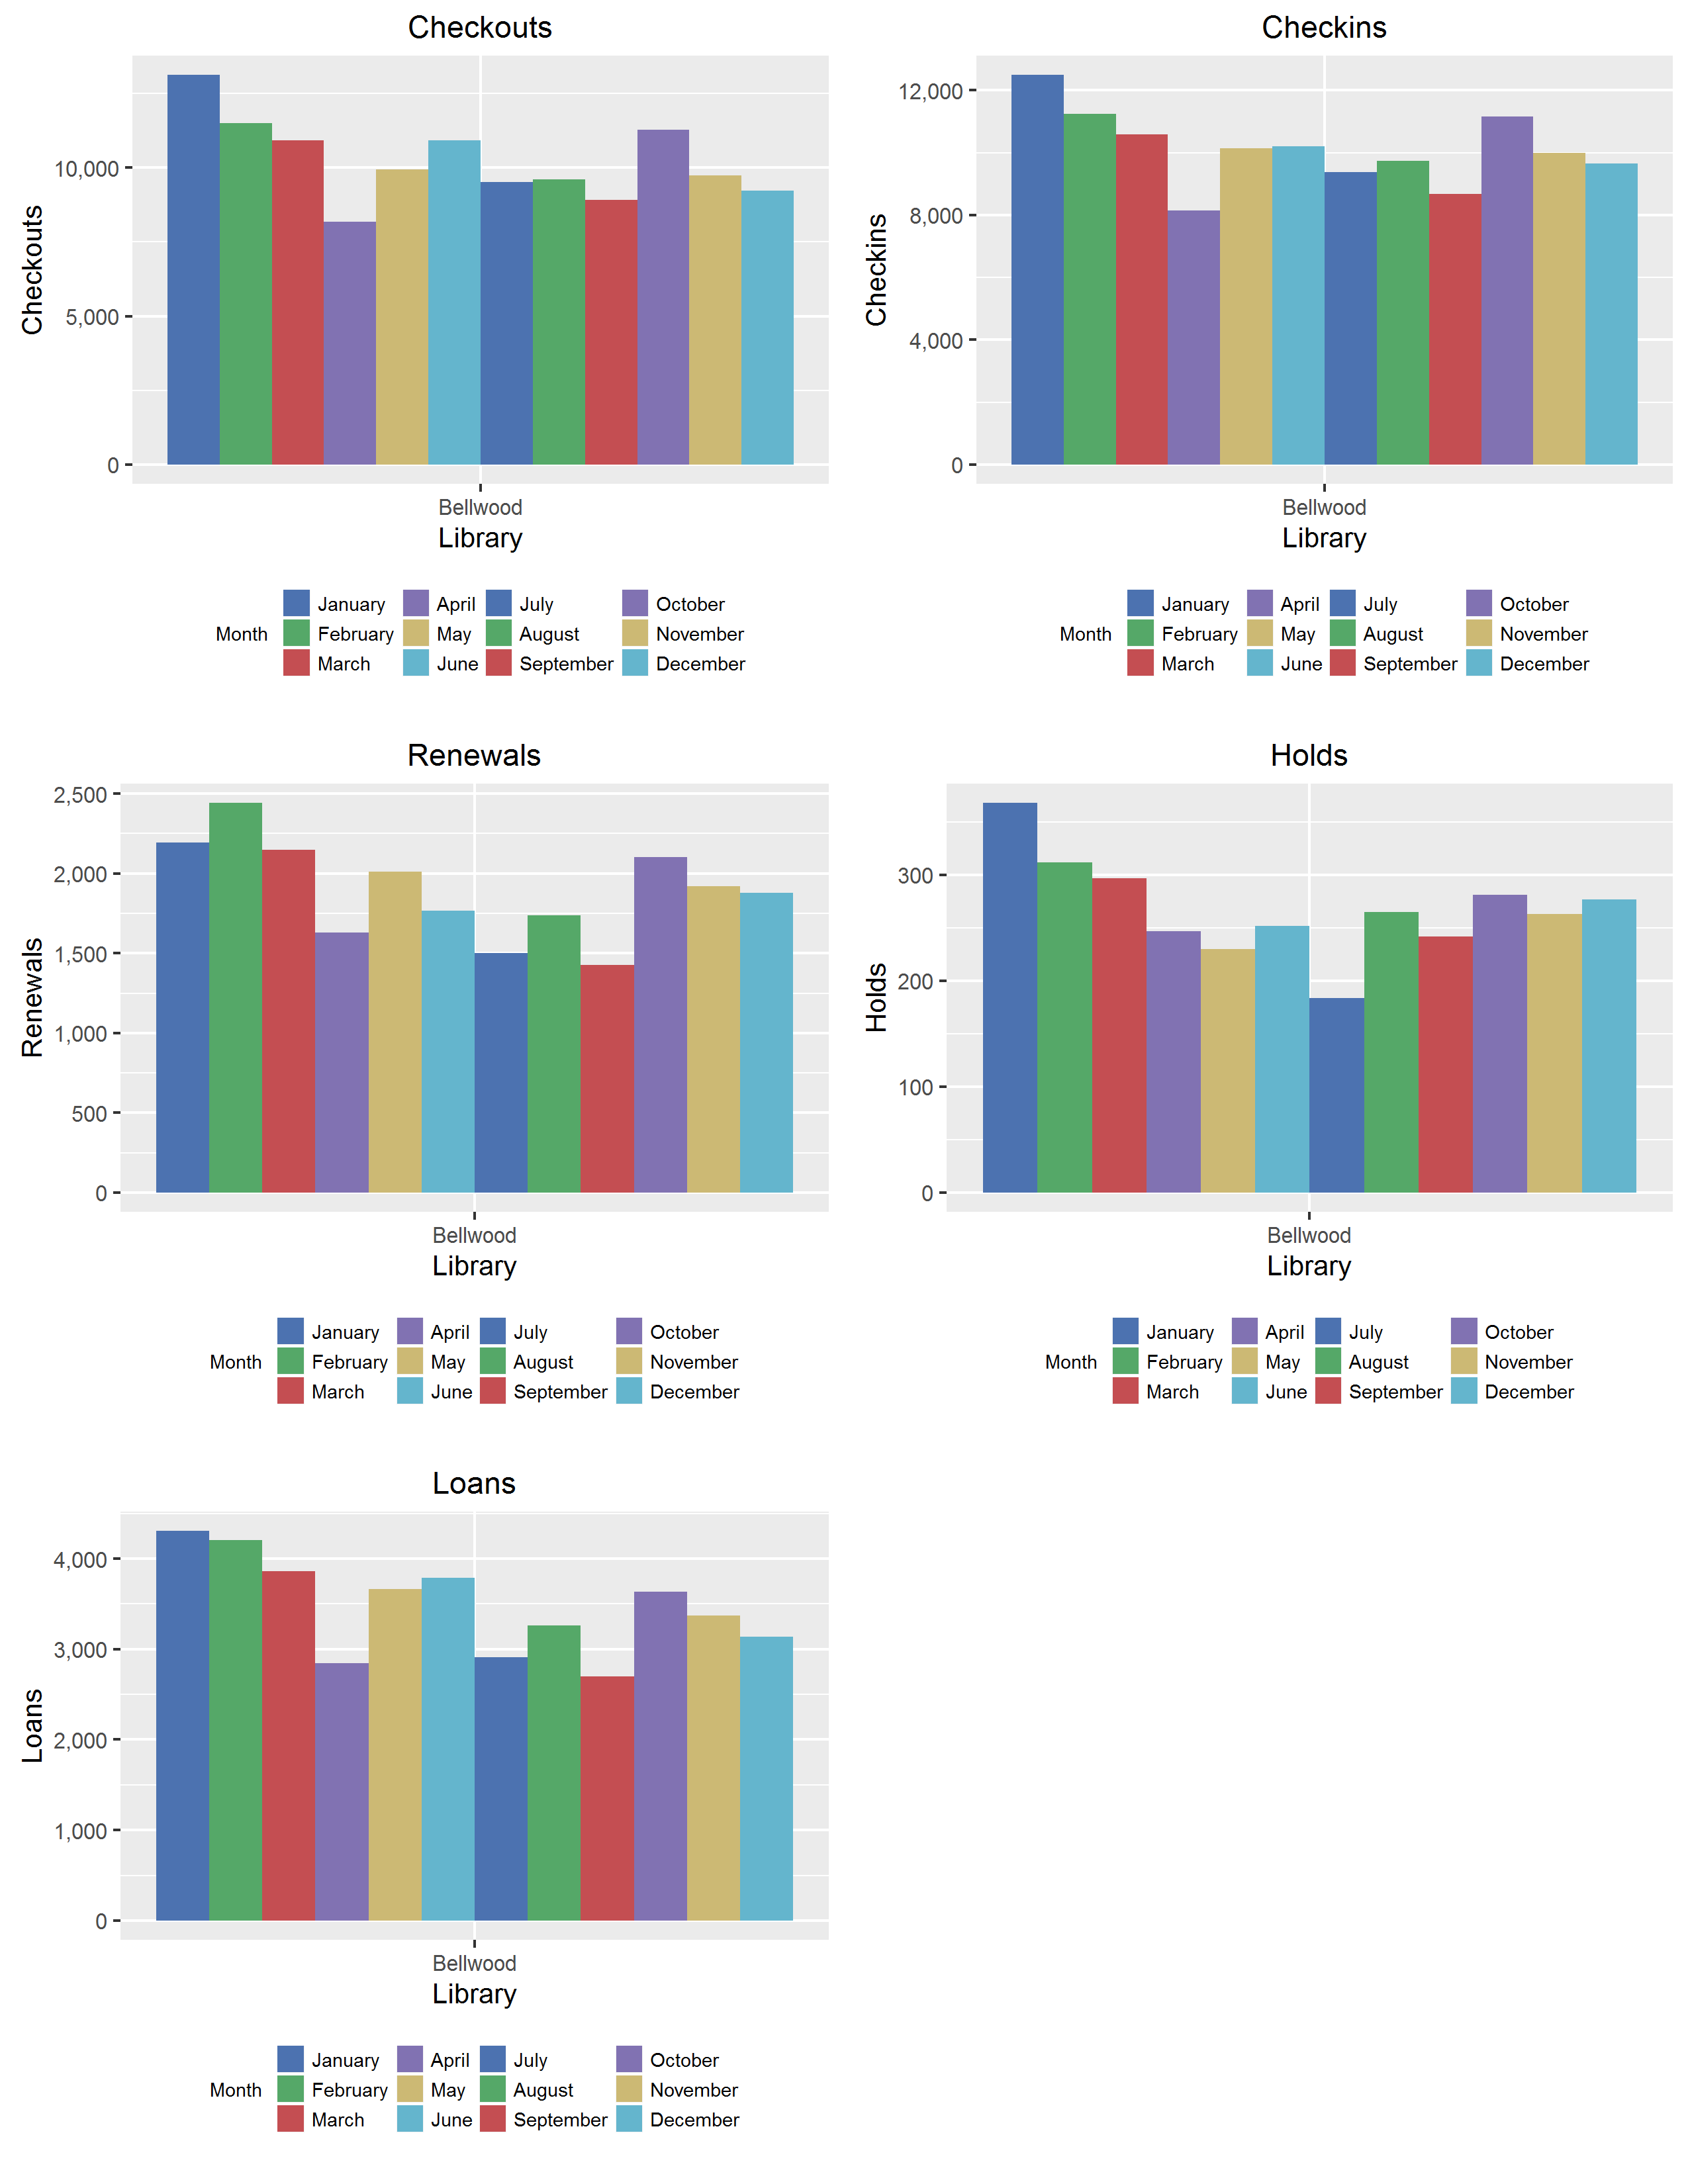 Checkouts
Checkouts
10,000
5,000
0
Bellwood
Library
Month
January April July October
February May August November
March June September December
Checkins
Checkins
12,000
8,000
4,000
0
Bellwood
Library
Month
January April July October
February May August November
March June September December
Renewals
Renewals
2,500
2,000
1,500
1,000
500
0
Bellwood
Library
Month
January April July October
February May August November
March June September December
Holds
Holds
300
200
100
0
Bellwood
Library
Month
January April July October
February May August November
March June September December
Loans
Loans
4,000
3,000
2,000
1,000
0
Bellwood
Library
Month
January April July October
February May August November
March June September December